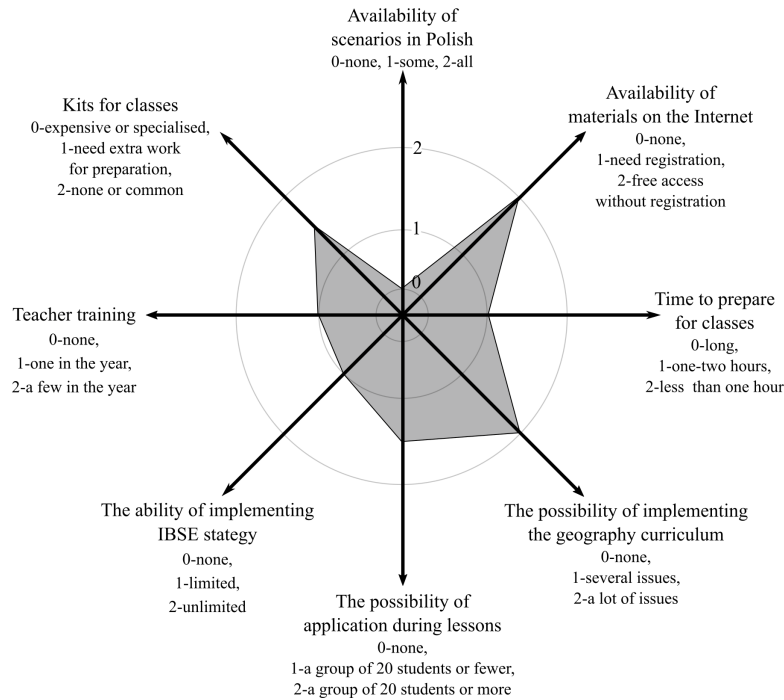 Availability of
scenarios in Polish
0-none, 1-some, 2-all
Availability of
materials on the Internet
0-none,
1-need registration,
2-free access
without registration
Kits for classes
0-expensive or specialised,
1-need extra work
for preparation,
2-none or common
2
1
0
Teacher training
0-none,
1-one in the year,
2-a few in the year
Time to prepare
for classes
0-long,
1-one-two hours,
2-less than one hour
The ability of implementing
IBSE stategy
0-none,
1-limited,
2-unlimited
The possibility of implementing
the geography curriculum
0-none,
1-several issues,
2-a lot of issues
The possibility of
application during lessons
0-none,
1-a group of 20 students or fewer,
2-a group of 20 students or more